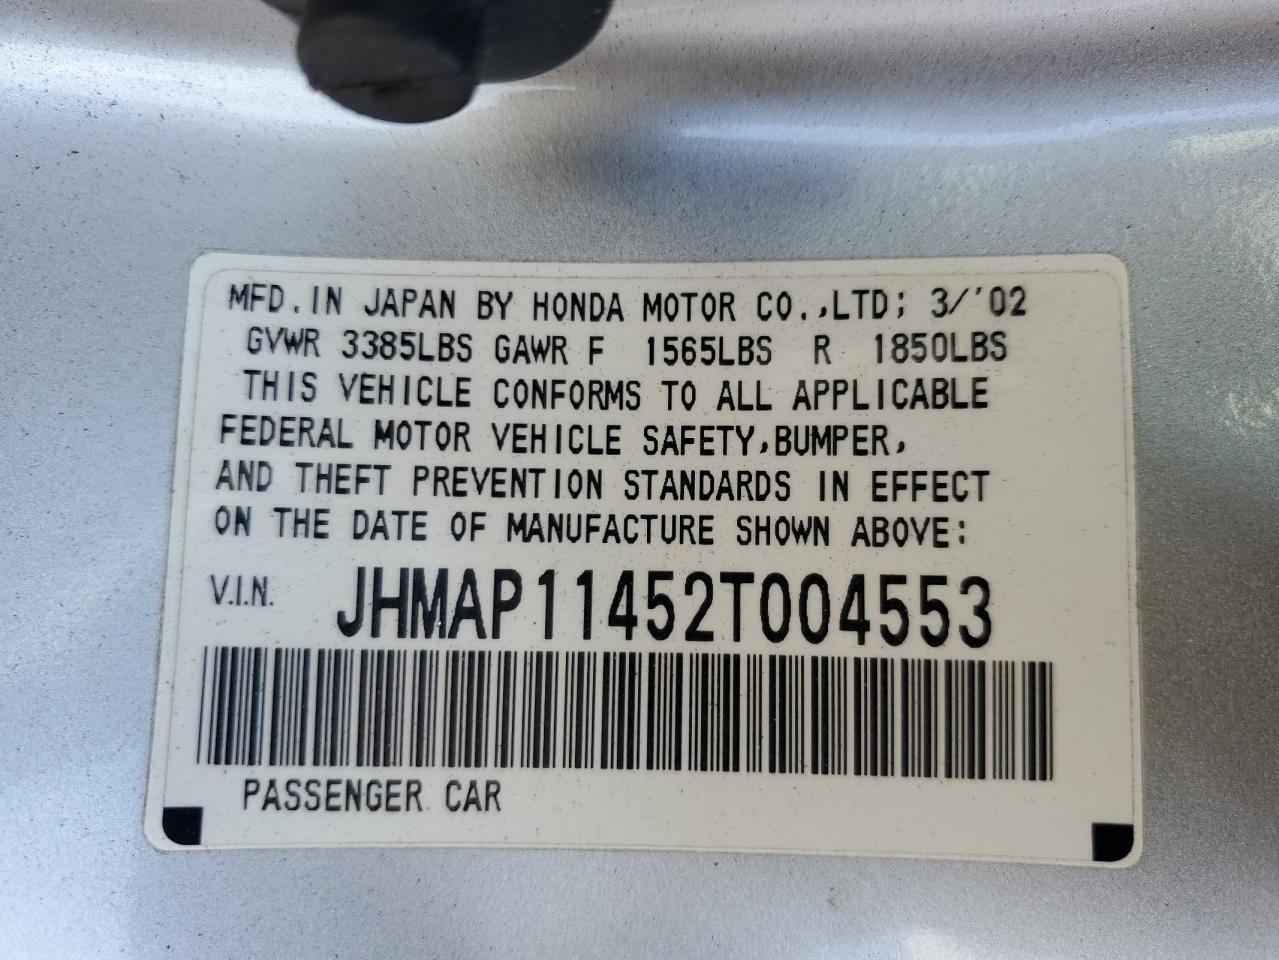 MFD. IN JAPAN BY HONDA MOTOR CO.,LTD; 3/'02
GVWR 3385LBS GAWR F 1565LBS R 1850LBS
THIS VEHICLE CONFORMS TO ALL APPLICABLE
FEDERAL MOTOR VEHICLE SAFETY,BUMPER,
AND THEFT PREVENTION STANDARDS IN EFFECT
ON THE DATE OF MANUFACTURE SHOWN ABOVE:
V.I.N. JHMAP11452T004553
PASSENGER CAR